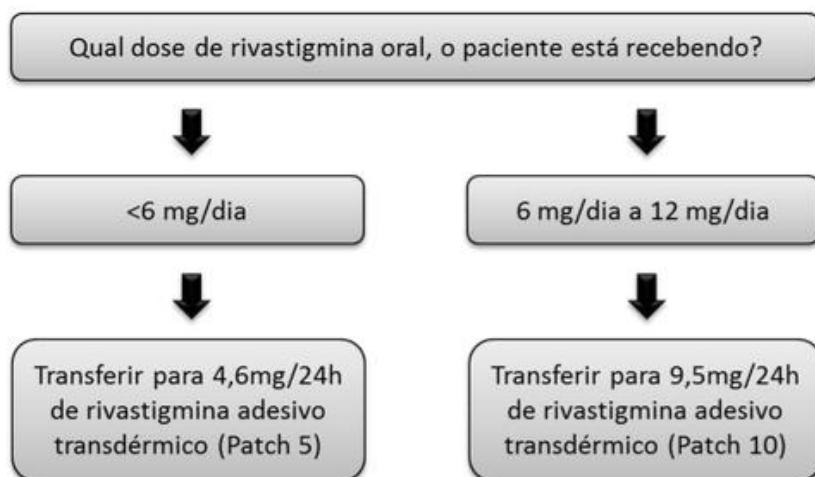 Qual dose de rivastigmina oral, o paciente está recebendo?
<6 mg/dia
6 mg/dia a 12 mg/dia
Transferir para 4,6mg/24h
de rivastigmina adesivo
transdérmico (Patch 5)
Transferir para 9,5mg/24h
de rivastigmina adesivo
transdérmico (Patch 10)